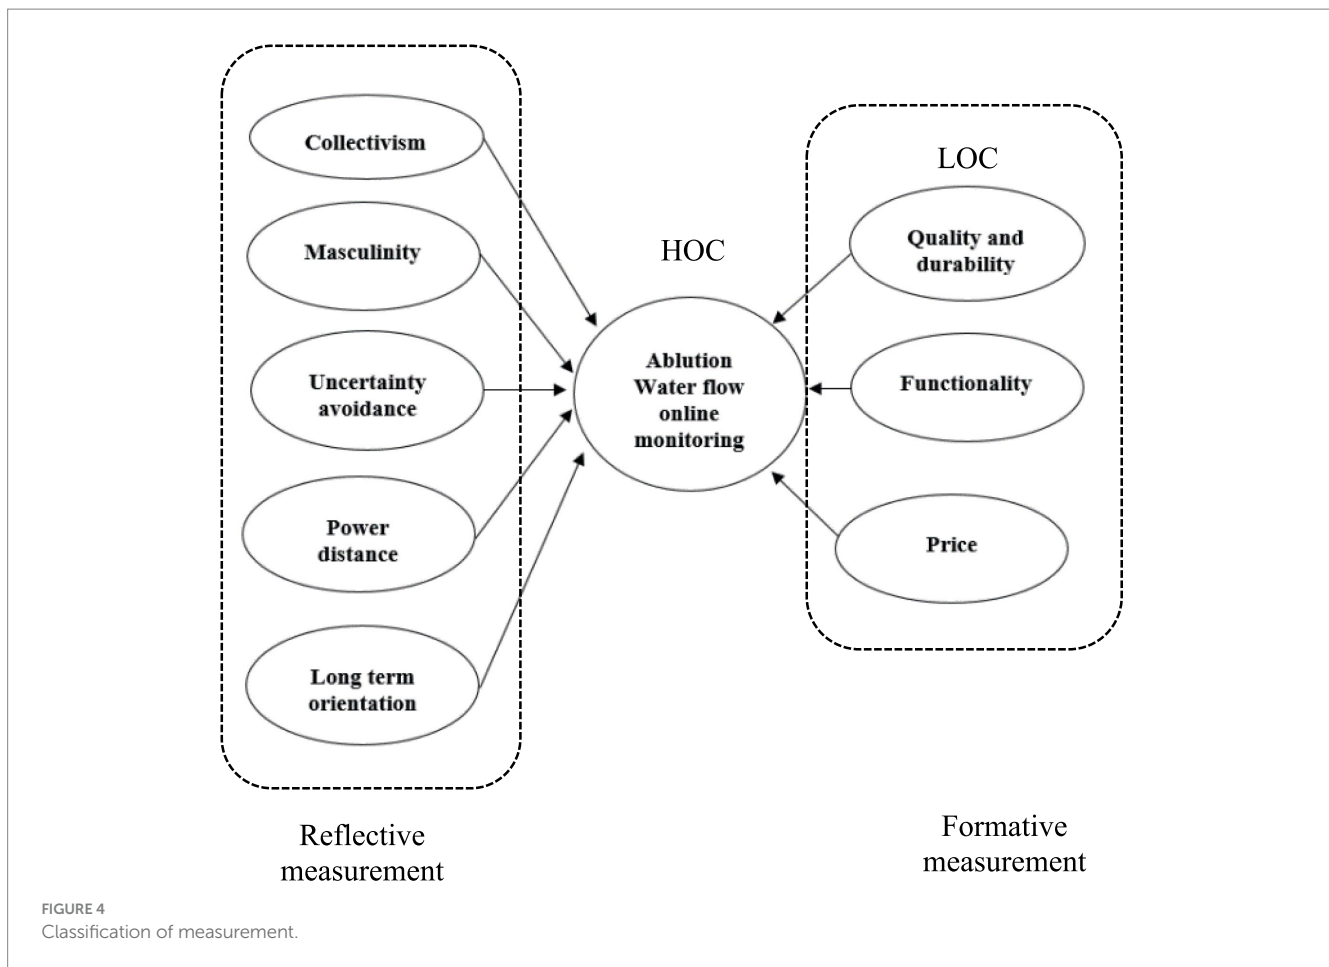 Collectivism
Masculinity
Uncertainty
avoidance
Power
distance
Long term
orientation
Reflective
measurement
HOC
Ablution
Water flow
online
monitoring
LOC
Quality and
durability
Functionality
Price
Formative
measurement
FIGURE 4
Classification of measurement.